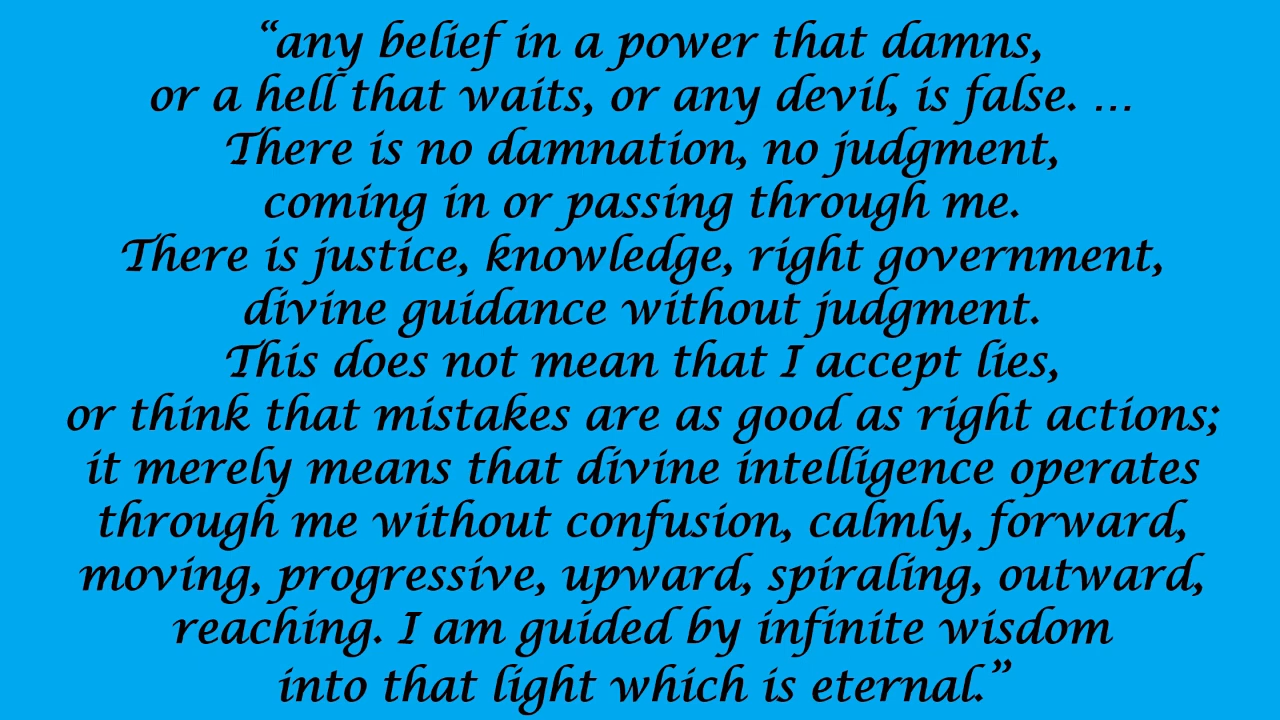 “any belief in a power that damns,
or a hell that waits, or any devil, is false. …
There is no damnation, no judgment,
coming in or passing through me.
There is justice, knowledge, right government,
divine guidance without judgment.
This does not mean that I accept lies,
or think that mistakes are as good as right actions;
it merely means that divine intelligence operates
through me without confusion, calmly, forward,
moving, progressive, upward, spiraling, outward,
reaching. I am guided by infinite wisdom
into that light which is eternal.”